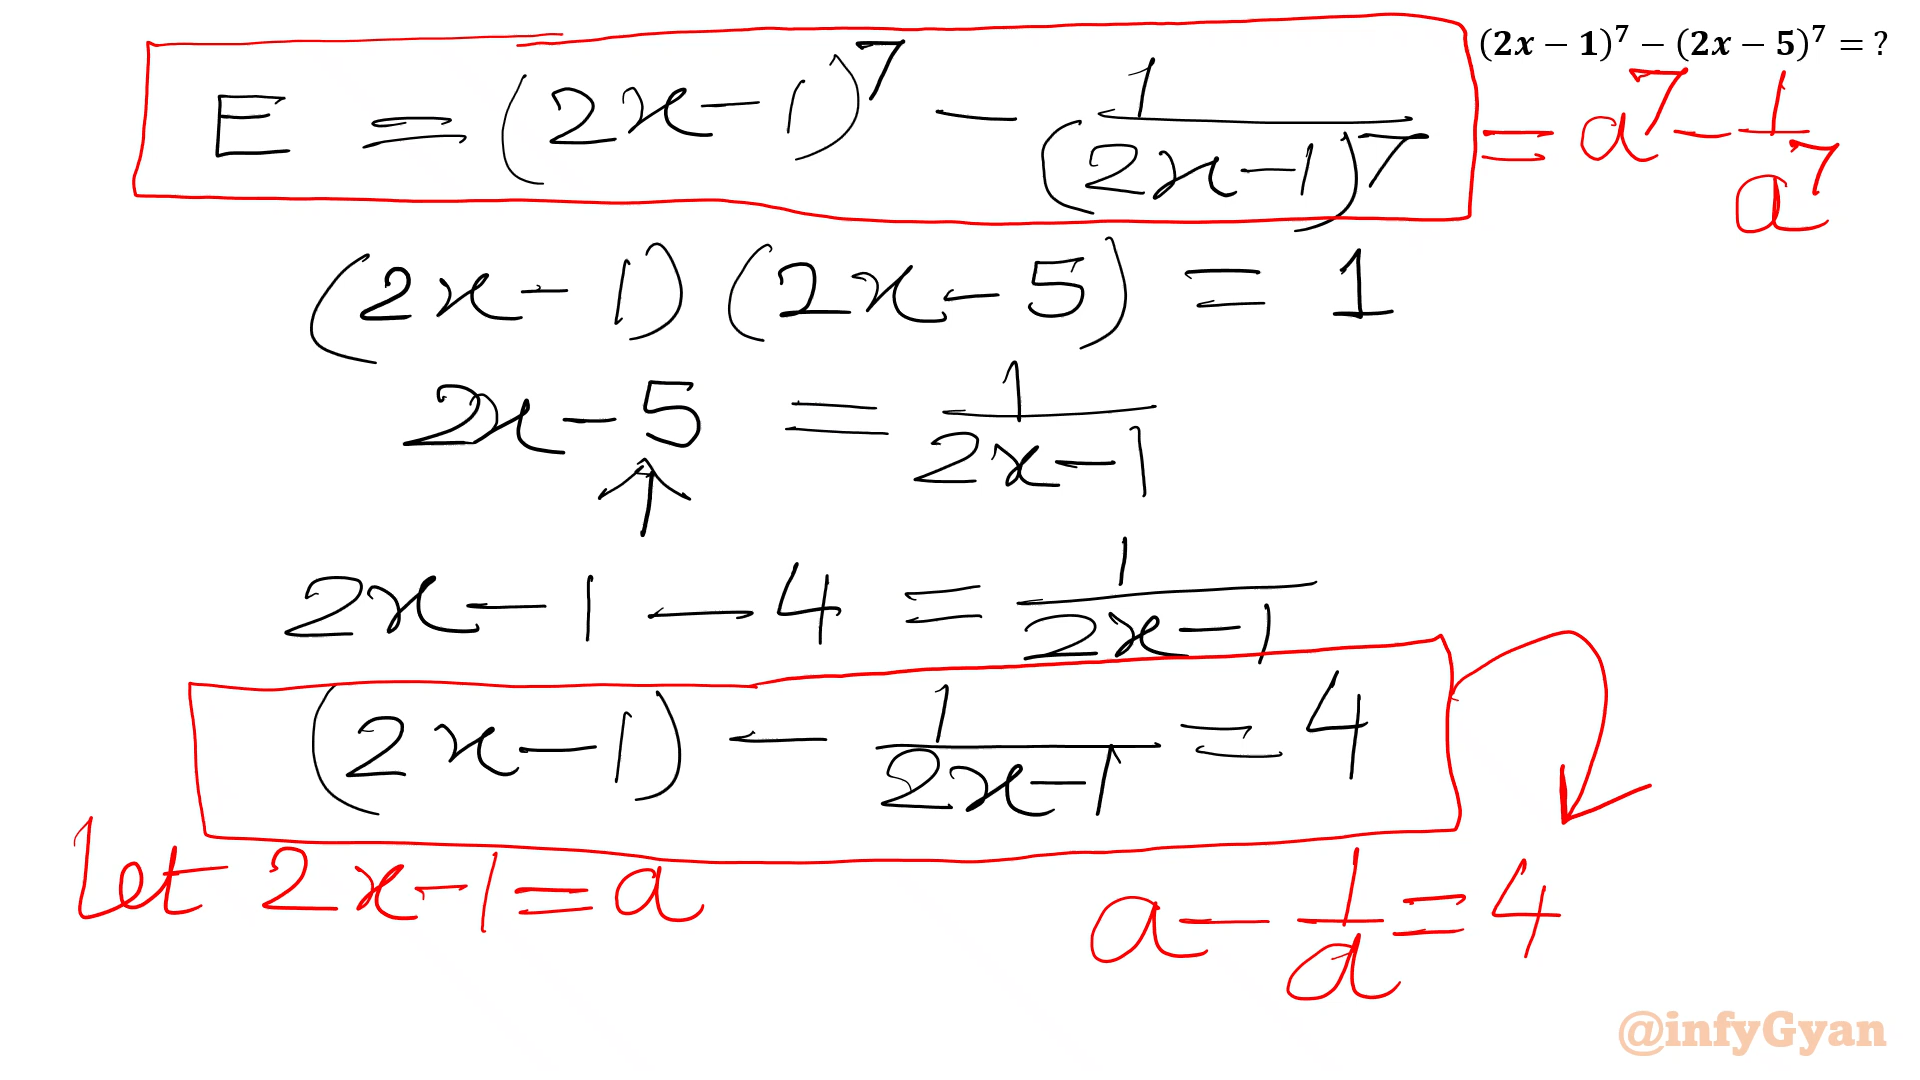 (2x − 1)⁷ − (2x − 5)⁷ = ?
E = (2x − 1)⁷ − 1/(2x − 1)⁷ = a⁷ − 1/a⁷
(2x − 1)(2x − 5) = 1
2x − 5 = 1/(2x − 1)
↑
2x − 1 − 4 = 1/(2x − 1)
(2x − 1) − 1/(2x − 1) = 4
Let 2x − 1 = a
a − 1/a = 4
@infyGyan